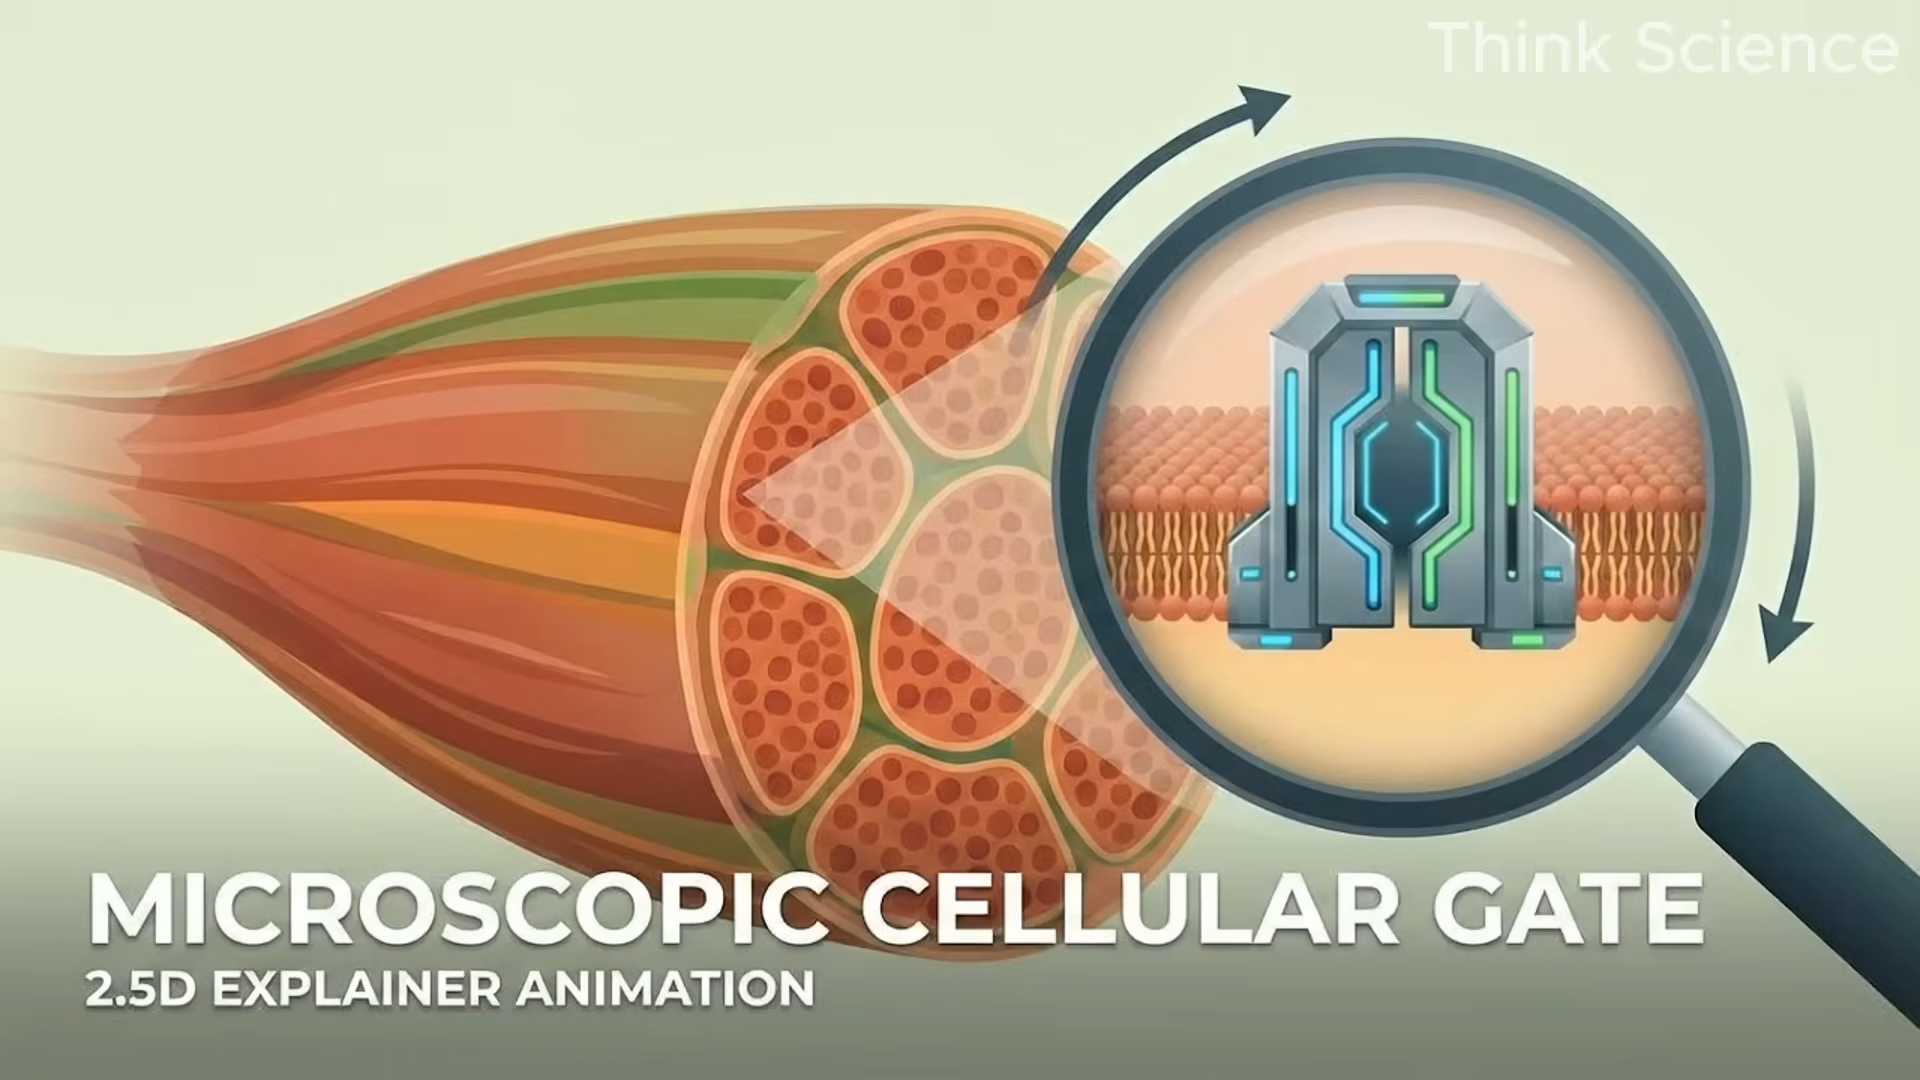 Think Science
MICROSCOPIC CELLULAR GATE
2.5D EXPLAINER ANIMATION